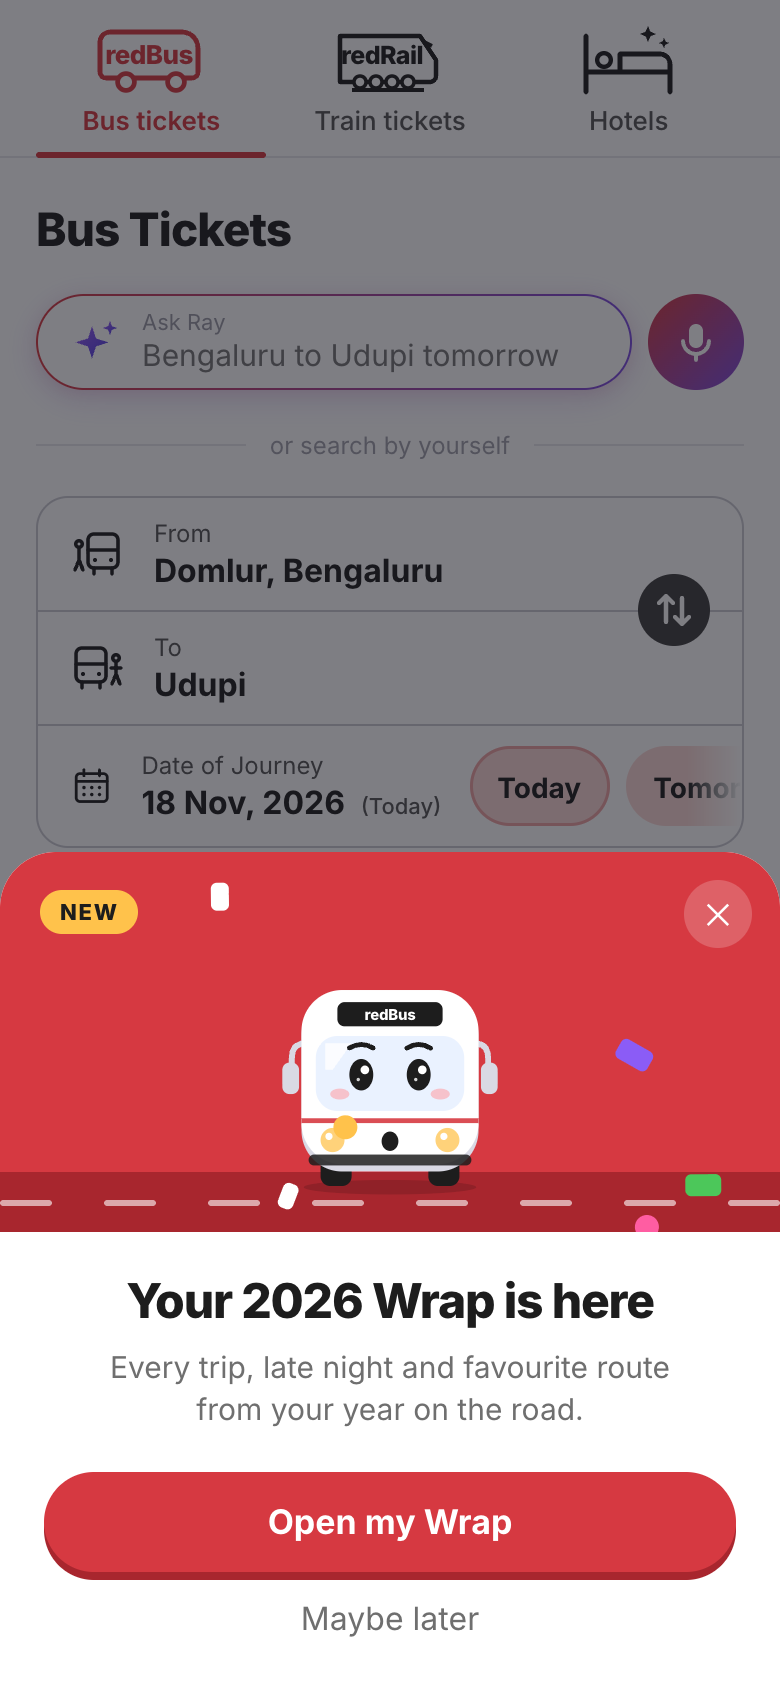 redBus
redRail
Bus tickets
Train tickets
Hotels
Bus Tickets
Ask Ray
Bengaluru to Udupi tomorrow
or search by yourself
From
Domlur, Bengaluru
To
Udupi
Date of Journey
18 Nov, 2026 (Today)
Today
Tomor
NEW
redBus
Your 2026 Wrap is here
Every trip, late night and favourite route
from your year on the road.
Open my Wrap
Maybe later